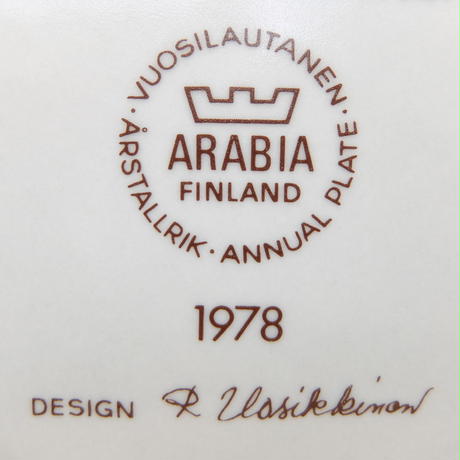 · VUOSILAUTANEN ·
ARABIA
FINLAND
ÅRSTALLRIK · ANNUAL PLATE
1978
DESIGN R Uosikkinen